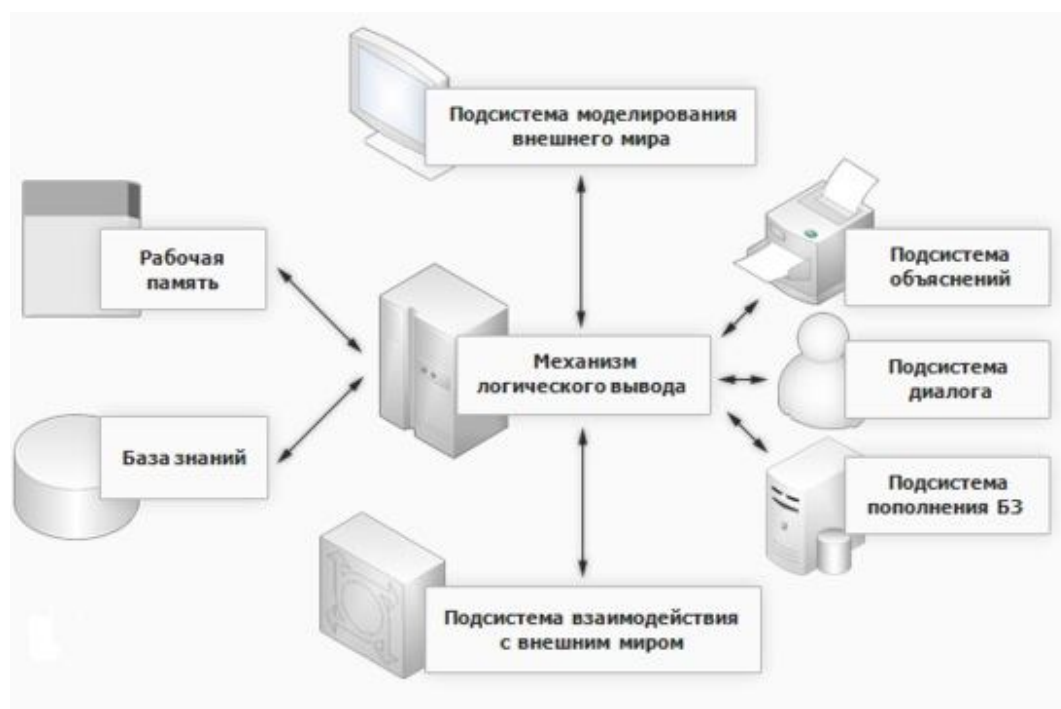 Подсистема моделирования
внешнего мира
Рабочая
память
Подсистема
объяснений
Механизм
логического вывода
Подсистема
диалога
База знаний
Подсистема
пополнения БЗ
Подсистема взаимодействия
с внешним миром